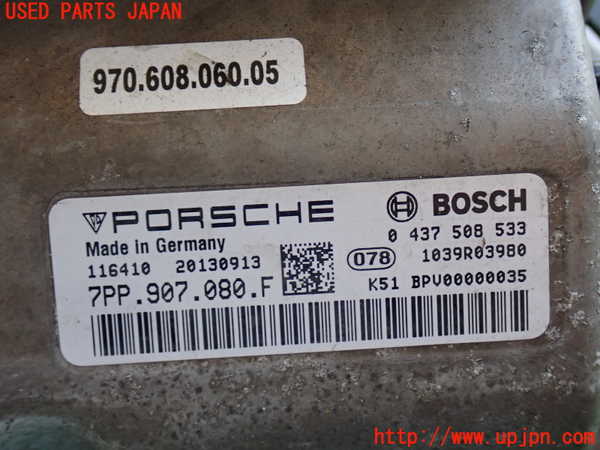 USED PARTS JAPAN
970.608.060.05
PORSCHE
BOSCH
Made in Germany
0 437 508 533
116410 20130913
078
1039R03980
7PP.907.080.F
K51 BPV00000035
http://www.upjpn.com/